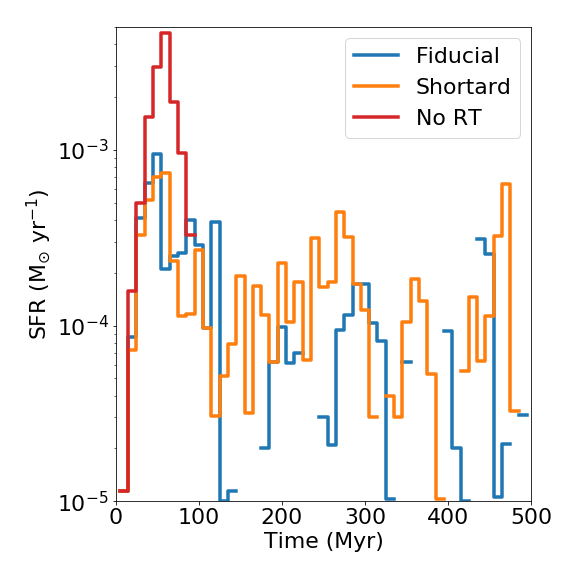 Fiducial
Shortard
No RT
10⁻³
10⁻⁴
10⁻⁵
SFR (M⊙ yr⁻¹)
0 100 200 300 400 500
Time (Myr)